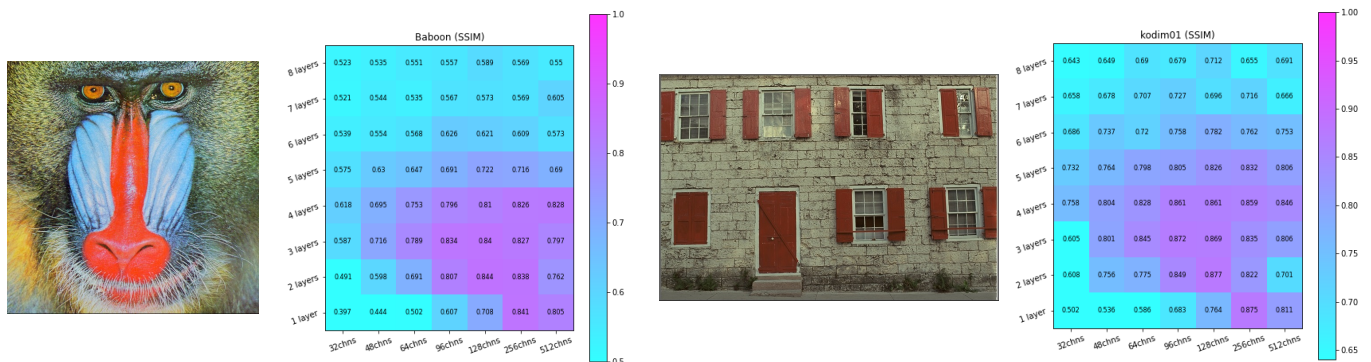 Baboon (SSIM)
8 layers 0.523 0.535 0.551 0.557 0.589 0.569 0.55
7 layers 0.521 0.544 0.535 0.567 0.573 0.569 0.605
6 layers 0.539 0.554 0.568 0.626 0.621 0.609 0.573
5 layers 0.575 0.63 0.647 0.691 0.722 0.716 0.69
4 layers 0.618 0.695 0.753 0.796 0.81 0.826 0.828
3 layers 0.587 0.716 0.789 0.834 0.84 0.827 0.797
2 layers 0.491 0.598 0.691 0.807 0.844 0.838 0.762
1 layer 0.397 0.444 0.502 0.607 0.708 0.841 0.805
32chns 48chns 64chns 96chns 128chns 256chns 512chns
1.0
0.9
0.8
0.7
0.6
0.5
kodim01 (SSIM)
8 layers 0.643 0.649 0.69 0.679 0.712 0.655 0.691
7 layers 0.658 0.678 0.707 0.727 0.696 0.716 0.666
6 layers 0.686 0.737 0.72 0.758 0.782 0.762 0.753
5 layers 0.732 0.764 0.798 0.805 0.826 0.832 0.806
4 layers 0.758 0.804 0.828 0.861 0.861 0.859 0.846
3 layers 0.605 0.801 0.845 0.872 0.869 0.835 0.806
2 layers 0.608 0.756 0.775 0.849 0.877 0.822 0.701
1 layer 0.502 0.536 0.586 0.683 0.764 0.875 0.811
32chns 48chns 64chns 96chns 128chns 256chns 512chns
1.00
0.95
0.90
0.85
0.80
0.75
0.70
0.65